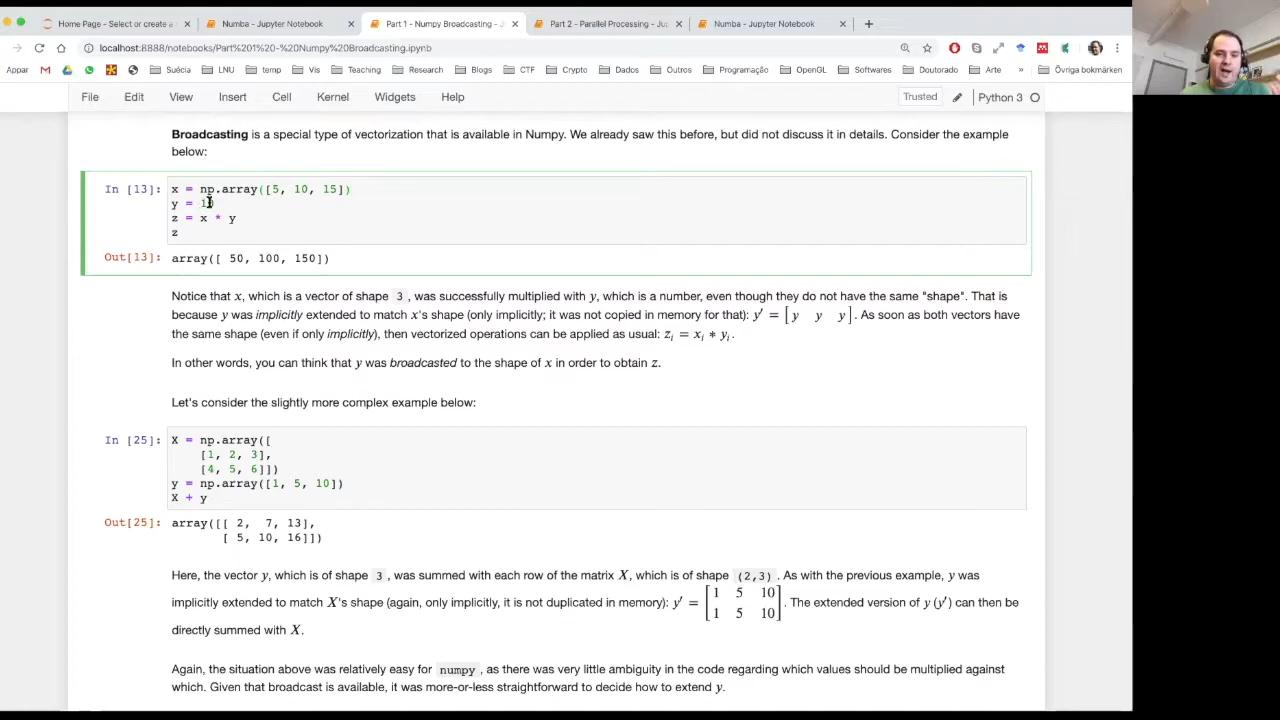 Home Page - Select or create a
Numba - Jupyter Notebook
Part 1 - Numpy Broadcasting -
Part 2 - Parallel Processing - Ju
Numba - Jupyter Notebook
localhost:8888/notebooks/Part%201%20-%20Numpy%20Broadcasting.ipynb
Appar
Suécia
LNU
temp
Vis
Teaching
Research
Blogs
CTF
Crypto
Dados
Outros
Programação
OpenGL
Softwares
Doutorado
Arte
»
Övriga bokmärken
File Edit View Insert Cell Kernel Widgets Help
Trusted
Python 3
Broadcasting is a special type of vectorization that is available in Numpy. We already saw this before, but did not discuss it in details. Consider the example
below:
In [13]: x = np.array([5, 10, 15])
y = 10
z = x * y
z
Out[13]: array([ 50, 100, 150])
Notice that x, which is a vector of shape 3, was successfully multiplied with y, which is a number, even though they do not have the same "shape". That is
because y was implicitly extended to match x's shape (only implicitly; it was not copied in memory for that): y′ = [ y y y ]. As soon as both vectors have
the same shape (even if only implicitly), then vectorized operations can be applied as usual: zi = xi * yi.
In other words, you can think that y was broadcasted to the shape of x in order to obtain z.
Let's consider the slightly more complex example below:
In [25]: X = np.array([
[1, 2, 3],
[4, 5, 6]])
y = np.array([1, 5, 10])
X + y
Out[25]: array([[ 2, 7, 13],
[ 5, 10, 16]])
Here, the vector y, which is of shape 3, was summed with each row of the matrix X, which is of shape (2,3). As with the previous example, y was
implicitly extended to match X's shape (again, only implicitly, it is not duplicated in memory): y′ = [ 1 5 10
1 5 10 ]. The extended version of y (y′) can then be
directly summed with X.
Again, the situation above was relatively easy for numpy, as there was very little ambiguity in the code regarding which values should be multiplied against
which. Given that broadcast is available, it was more-or-less straightforward to decide how to extend y.